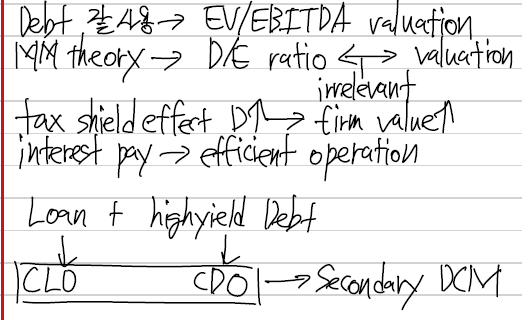 Debt 잘 사용 → EV/EBITDA valuation
MM theory → D/E ratio ↔ valuation
irrelevant
tax shield effect D↑ → firm value↑
interest pay → efficient operation
Loan + highyield Debt
↓ ↓
CLO CDO → Secondary DCM